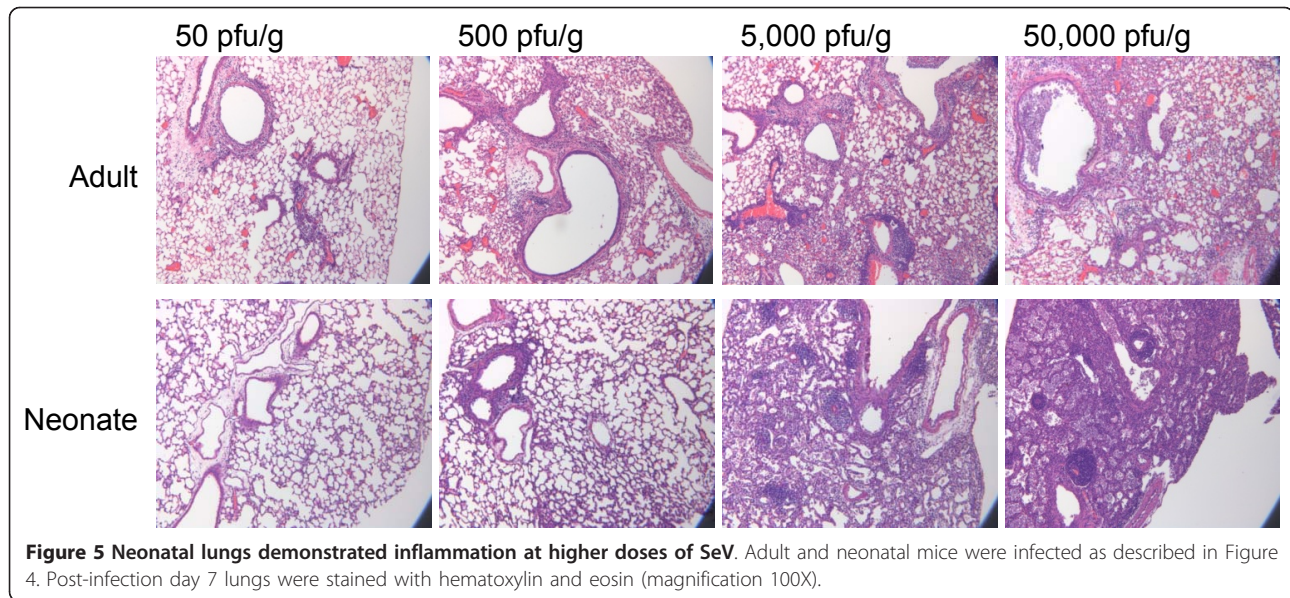 50 pfu/g 500 pfu/g 5,000 pfu/g 50,000 pfu/g
Adult
Neonate
Figure 5 Neonatal lungs demonstrated inflammation at higher doses of SeV. Adult and neonatal mice were infected as described in Figure
4. Post-infection day 7 lungs were stained with hematoxylin and eosin (magnification 100X).